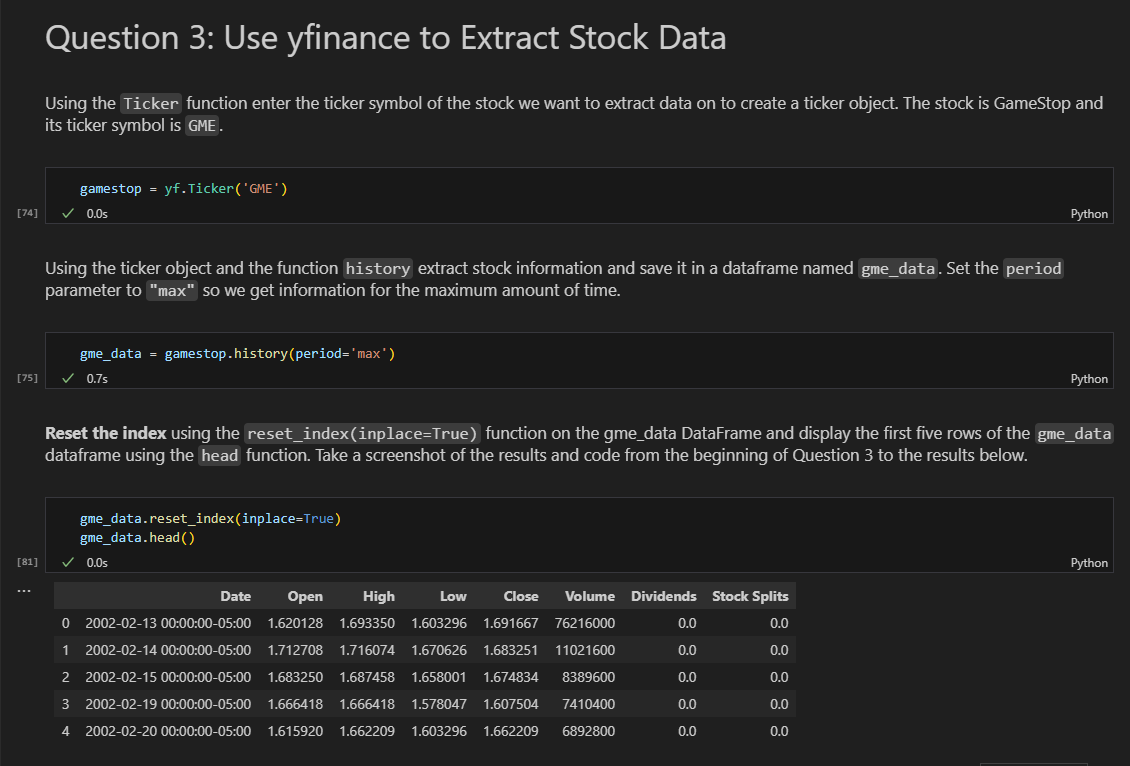 Question 3: Use yfinance to Extract Stock Data
Using the Ticker function enter the ticker symbol of the stock we want to extract data on to create a ticker object. The stock is GameStop and
its ticker symbol is GME.
gamestop = yf.Ticker('GME')
[74] ✓ 0.0s Python
Using the ticker object and the function history extract stock information and save it in a dataframe named gme_data. Set the period
parameter to "max" so we get information for the maximum amount of time.
gme_data = gamestop.history(period='max')
[75] ✓ 0.7s Python
Reset the index using the reset_index(inplace=True) function on the gme_data DataFrame and display the first five rows of the gme_data
dataframe using the head function. Take a screenshot of the results and code from the beginning of Question 3 to the results below.
gme_data.reset_index(inplace=True)
gme_data.head()
[81] ✓ 0.0s Python
...
Date Open High Low Close Volume Dividends Stock Splits
0 2002-02-13 00:00:00-05:00 1.620128 1.693350 1.603296 1.691667 76216000 0.0 0.0
1 2002-02-14 00:00:00-05:00 1.712708 1.716074 1.670626 1.683251 11021600 0.0 0.0
2 2002-02-15 00:00:00-05:00 1.683250 1.687458 1.658001 1.674834 8389600 0.0 0.0
3 2002-02-19 00:00:00-05:00 1.666418 1.666418 1.578047 1.607504 7410400 0.0 0.0
4 2002-02-20 00:00:00-05:00 1.615920 1.662209 1.603296 1.662209 6892800 0.0 0.0